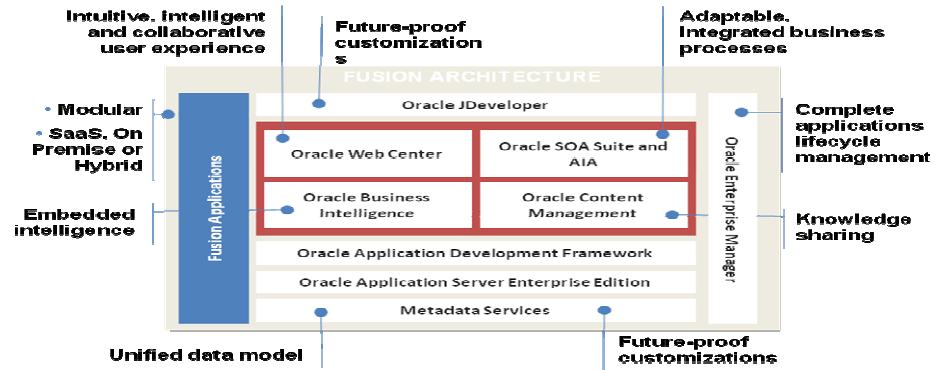 Intuitive. Intelligent
and collaborative
user experience
Future-proof
customization
s
Adaptable.
Integrated business
processes
FUSION ARCHITECTURE
• Modular
• SaaS. On
Premise or
Hybrid
Embedded
intelligence
Fusion Applications
Oracle JDeveloper
Oracle Web Center
Oracle SOA Suite and
AIA
Oracle Business
Intelligence
Oracle Content
Management
Oracle Application Development Framework
Oracle Application Server Enterprise Edition
Metadata Services
Oracle Enterprise Manager
Complete
applications
lifecycle
management
Knowledge
sharing
Unified data model
Future-proof
customizations